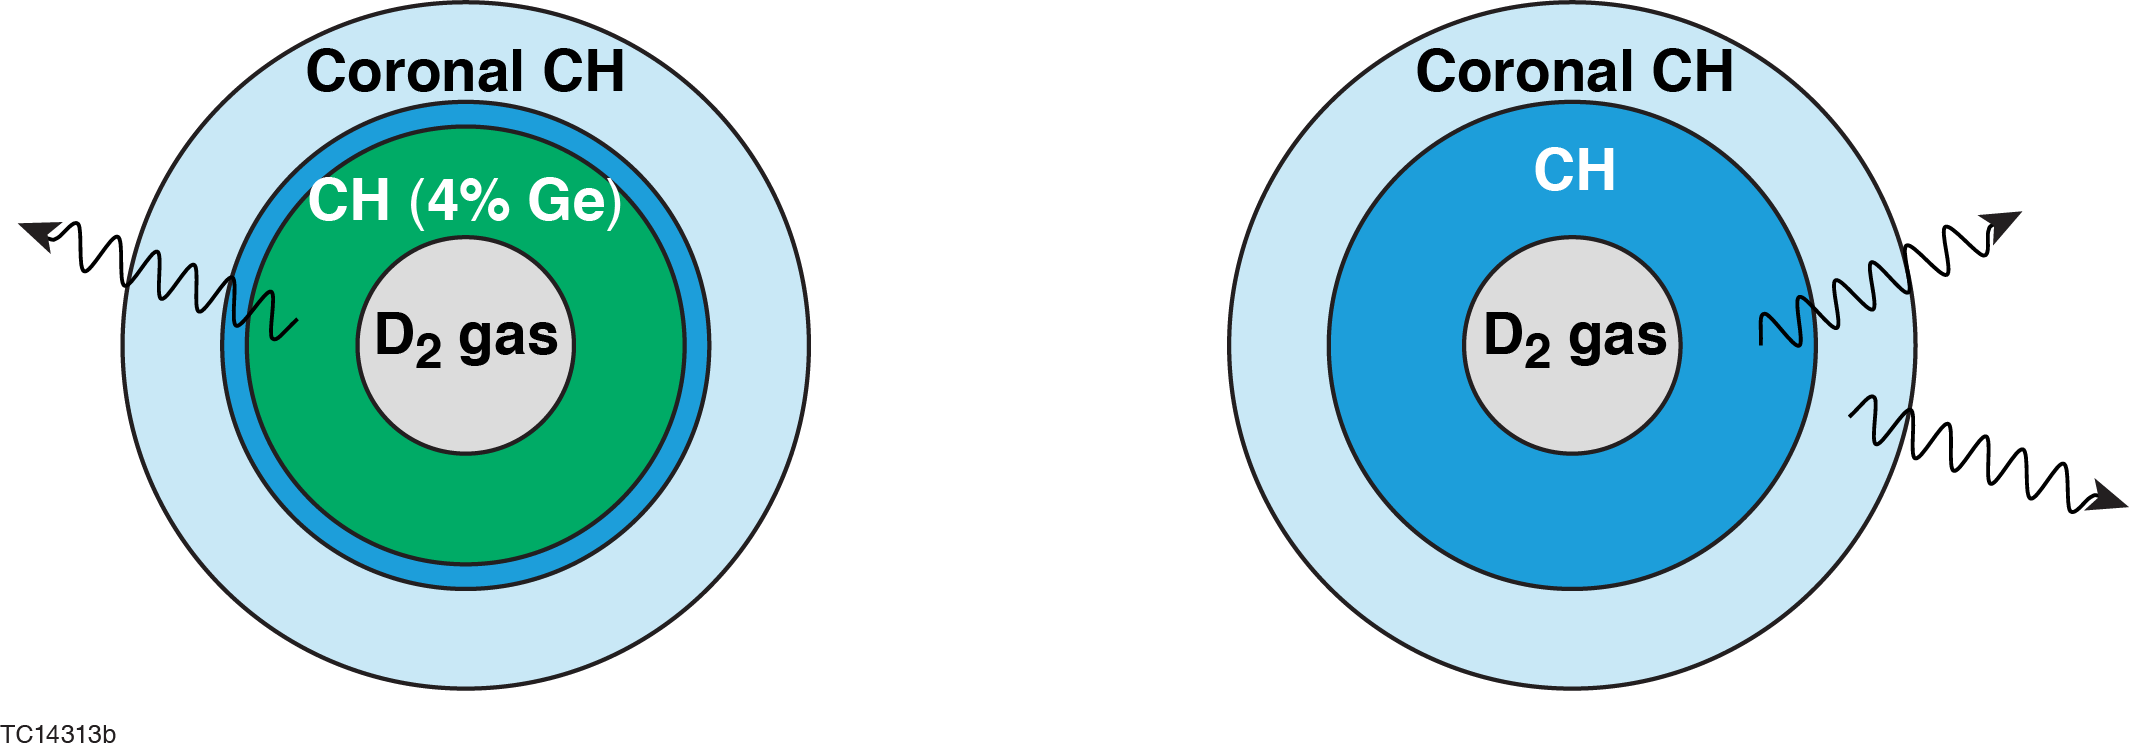 Coronal CH
CH (4% Ge)
D₂ gas
Coronal CH
CH
D₂ gas
TC14313b